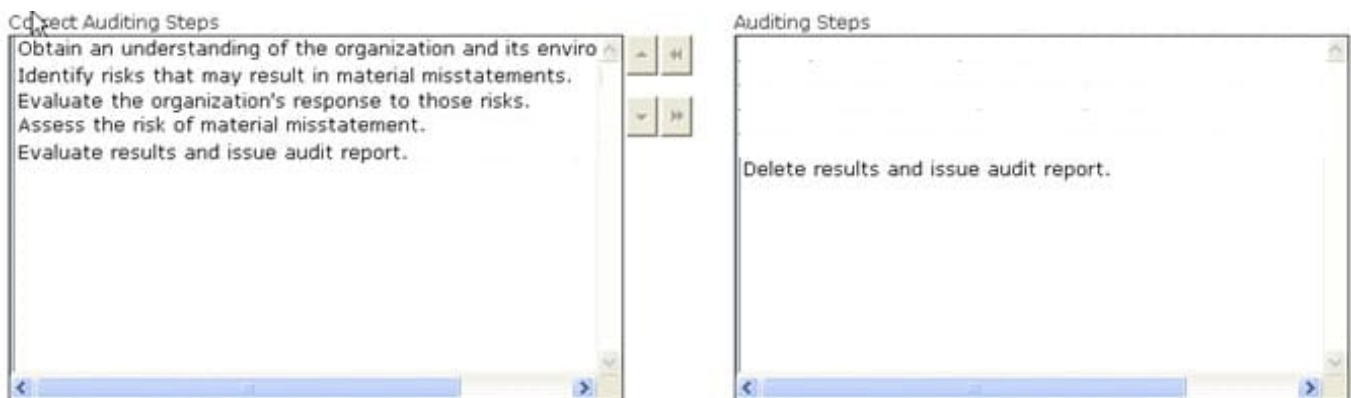 Correct Auditing Steps
Obtain an understanding of the organization and its enviro
Identify risks that may result in material misstatements.
Evaluate the organization's response to those risks.
Assess the risk of material misstatement.
Evaluate results and issue audit report.
Auditing Steps
Delete results and issue audit report.